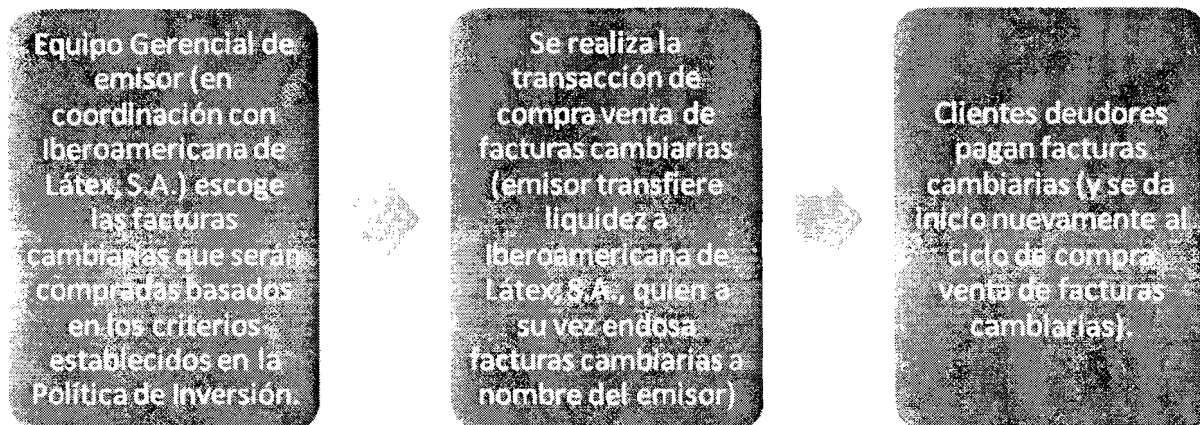 Equipo Gerencial de
emisor (en
coordinación con
Iberoamericana de
Látex, S.A.) escoge
las facturas
cambiarias que serán
compradas basados
en los criterios
establecidos en la
Política de Inversión.
Se realiza la
transacción de
compra venta de
facturas cambiarias
(emisor transfiere
liquidez a
Iberoamericana de
Látex, S.A., quien a
su vez endosa
facturas cambiarias a
nombre del emisor)
Clientes deudores
pagan facturas
cambiarias (y se da
inicio nuevamente al
ciclo de compra
venta de facturas
cambiarias).